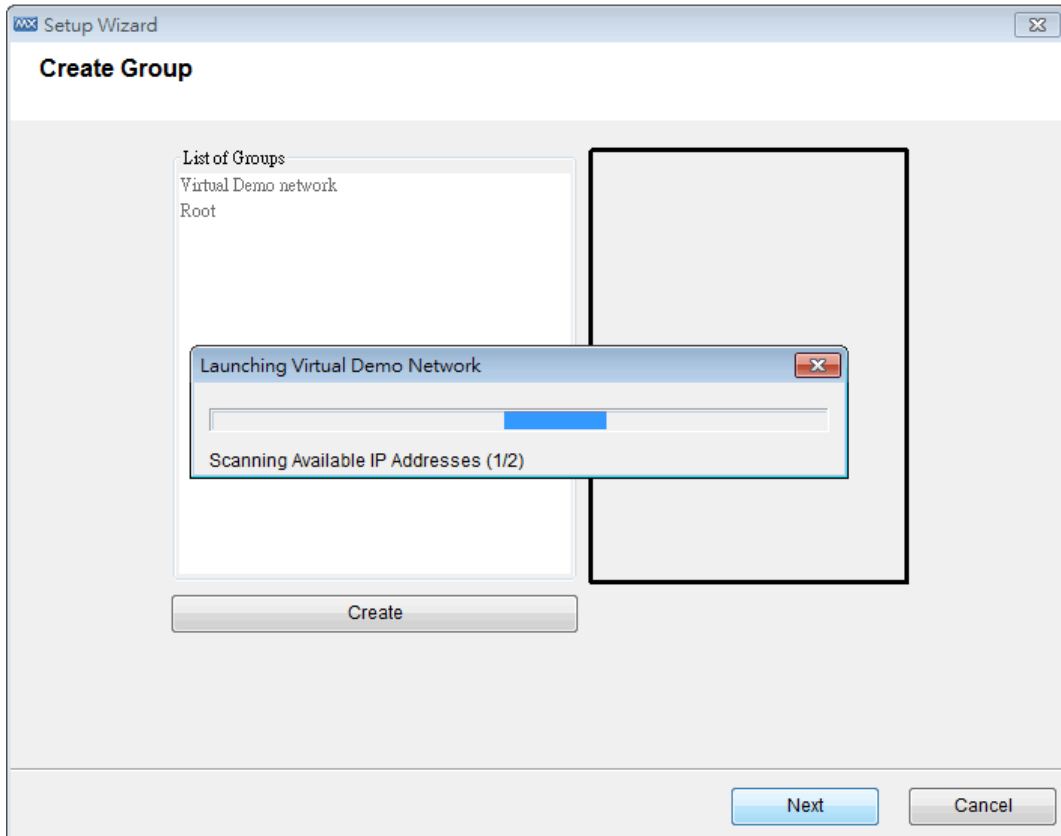 MX Setup Wizard
Create Group
List of Groups
Virtual Demo network
Root
Launching Virtual Demo Network
Scanning Available IP Addresses (1/2)
Create
Next
Cancel